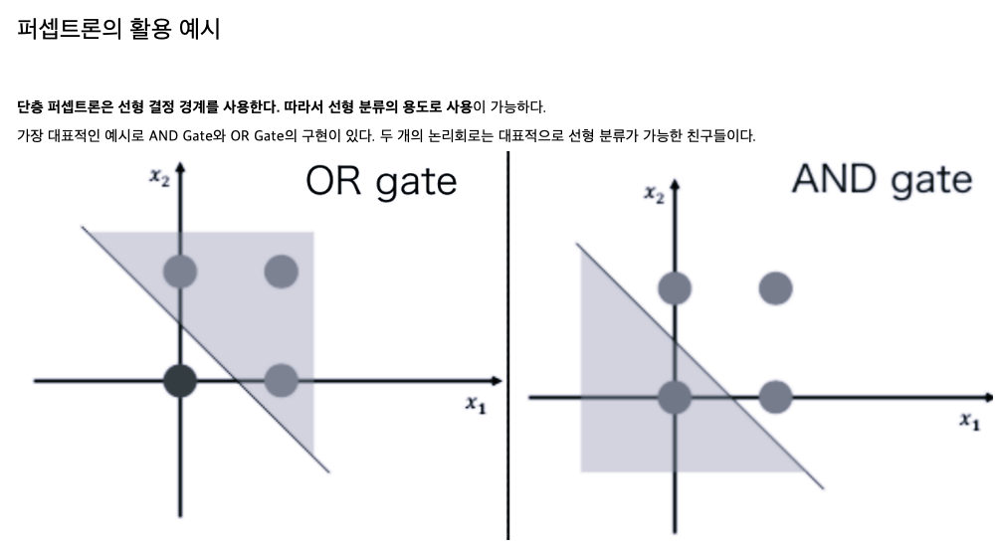 퍼셉트론의 활용 예시
단층 퍼셉트론은 선형 결정 경계를 사용한다. 따라서 선형 분류의 용도로 사용이 가능하다.
가장 대표적인 예시로 AND Gate와 OR Gate의 구현이 있다. 두 개의 논리회로는 대표적으로 선형 분류가 가능한 친구들이다.
OR gate
x₂
x₁
AND gate
x₂
x₁